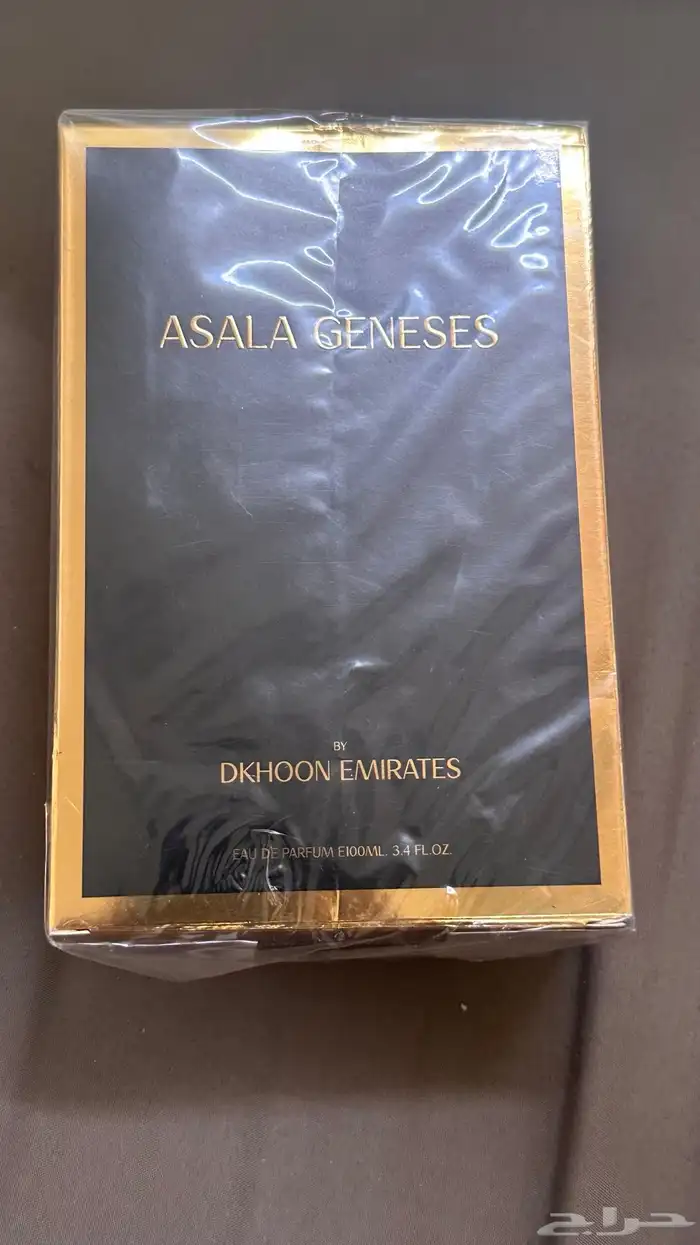 ASALA GENESES
BY
DKHOON EMIRATES
EAU DE PARFUM E100ML. 3.4 FL.OZ.
حراج